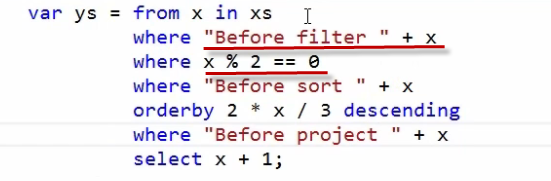 var ys = from x in xs
where "Before filter " + x
where x % 2 == 0
where "Before sort " + x
orderby 2 * x / 3 descending
where "Before project " + x
select x + 1;